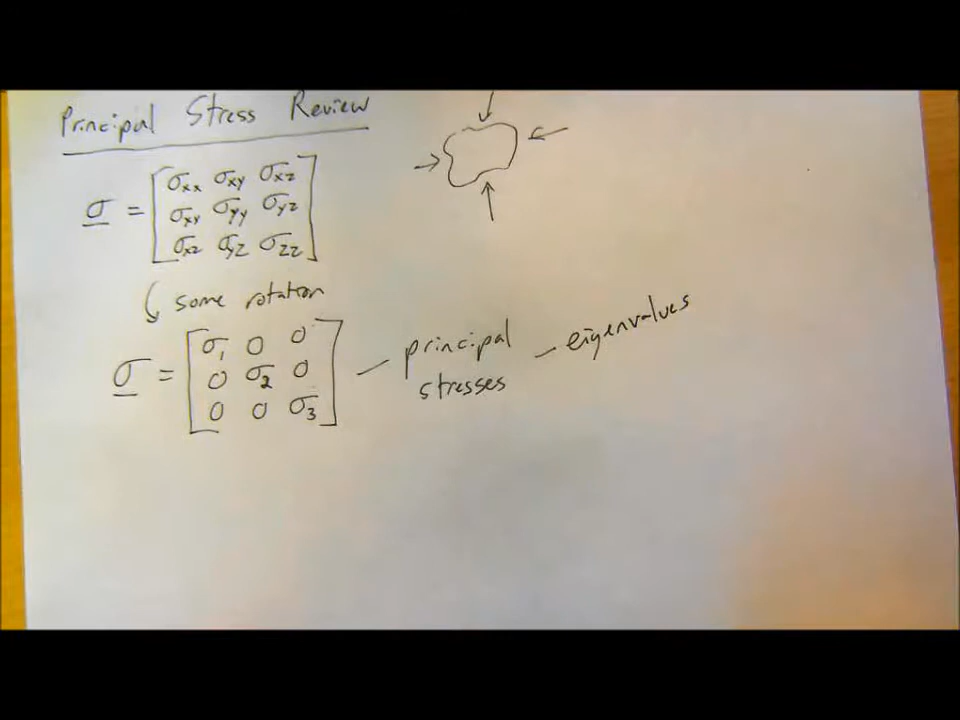 Principal Stress Review
σ = [σxx σxy σxz
σxy σyy σyz
σxz σyz σzz]
some rotation
σ = [σ1 0 0
0 σ2 0
0 0 σ3]
principal stresses
eigenvalues